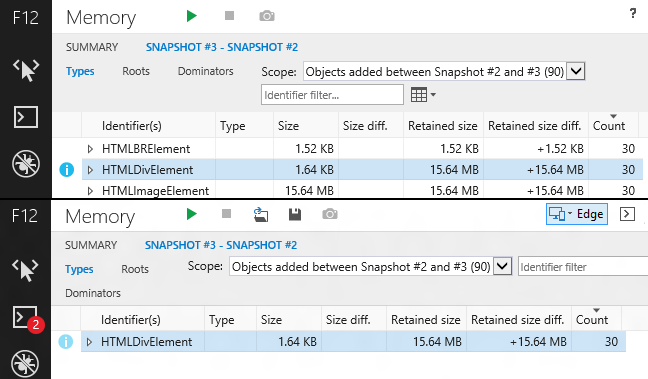 F12 Memory ?
SUMMARY SNAPSHOT #3 - SNAPSHOT #2
Types Roots Dominators Scope: Objects added between Snapshot #2 and #3 (90)
Identifier filter...
Identifier(s) Type Size Size diff. Retained size Retained size diff. Count
HTMLBRElement 1.52 KB 1.52 KB +1.52 KB 30
HTMLDivElement 1.64 KB 15.64 MB +15.64 MB 30
HTMLImageElement 15.64 MB 15.64 MB +15.64 MB 30
F12 Memory Edge
SUMMARY SNAPSHOT #3 - SNAPSHOT #2
Types Roots Scope: Objects added between Snapshot #2 and #3 (90) Identifier filter
Dominators
2
Identifier(s) Type Size Size diff. Retained size Retained size diff. Count
HTMLDivElement 1.64 KB 15.64 MB +15.64 MB 30